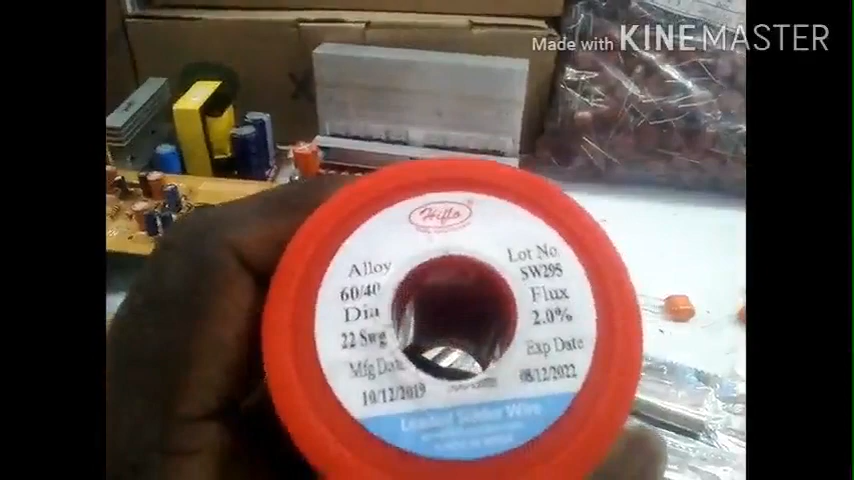 Made with KINEMASTER
Hiflo
Alloy
60/40
Dia
22 Swg
Mfg Date
10/12/2019
Lot No
SW295
Flux
2.0%
Exp Date
08/12/2022
Solder Wire